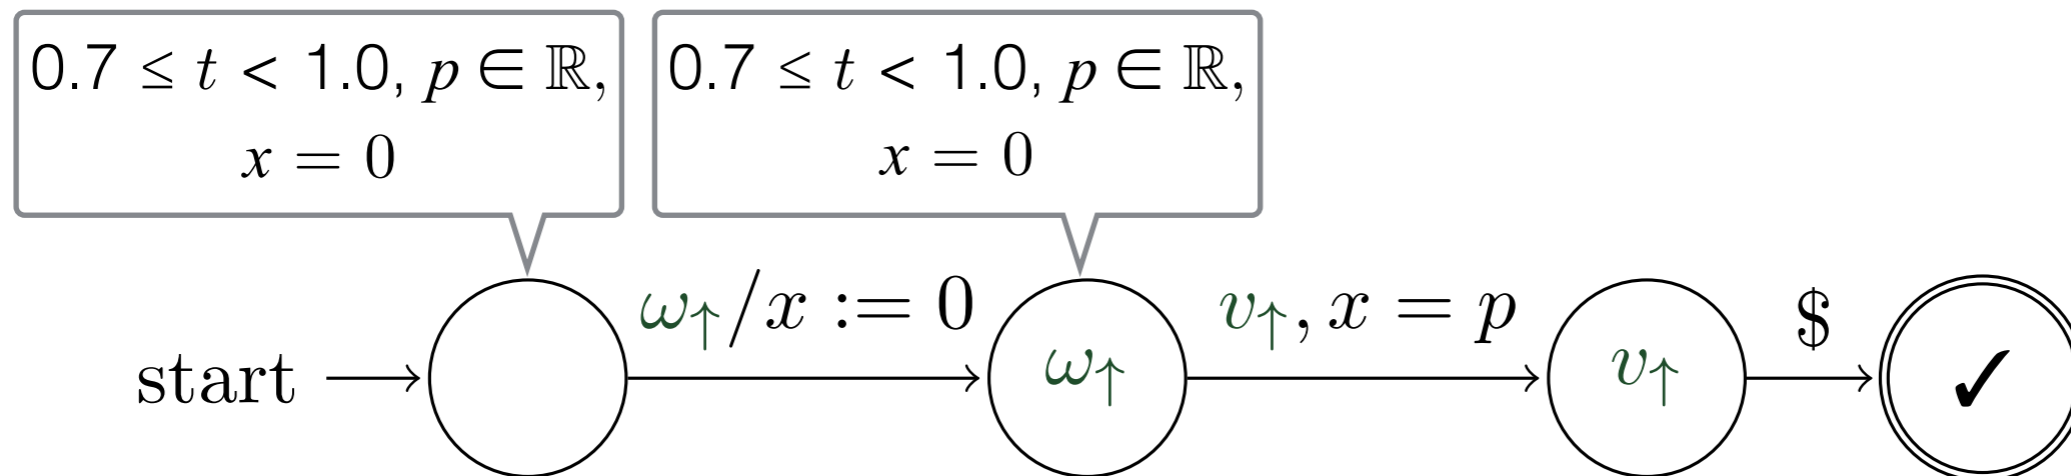 0.7 ≤ t < 1.0, p ∈ ℝ,
x = 0
0.7 ≤ t < 1.0, p ∈ ℝ,
x = 0
start
ω↑/x := 0
ω↑
v↑, x = p
v↑
$
✓